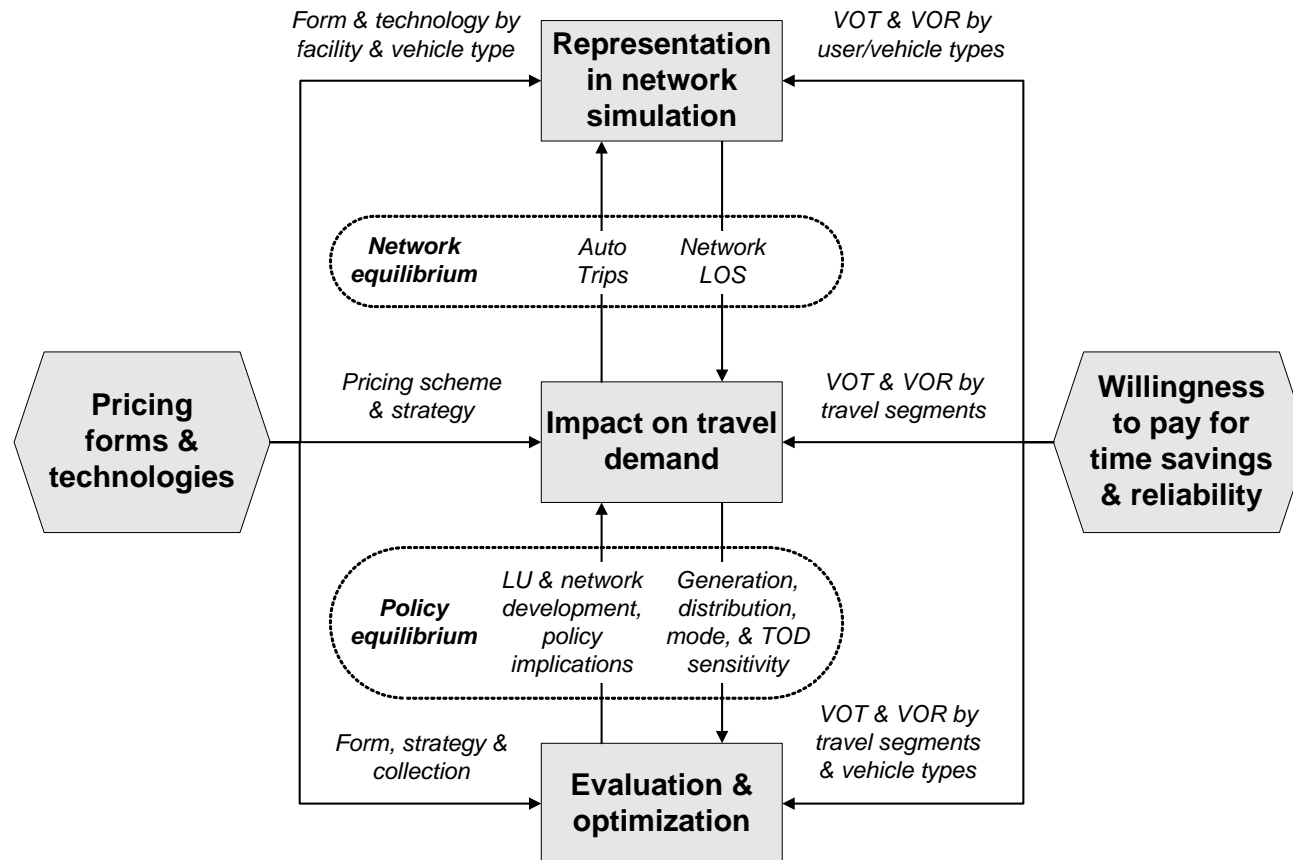 Form & technology by
facility & vehicle type
Representation
in network
simulation
VOT & VOR by
user/vehicle types
Network
equilibrium
Auto
Trips
Network
LOS
Pricing
forms &
technologies
Pricing scheme
& strategy
Impact on travel
demand
VOT & VOR by
travel segments
Willingness
to pay for
time savings
& reliability
Policy
equilibrium
LU & network
development,
policy
implications
Generation,
distribution,
mode, & TOD
sensitivity
Form, strategy &
collection
Evaluation &
optimization
VOT & VOR by
travel segments
& vehicle types